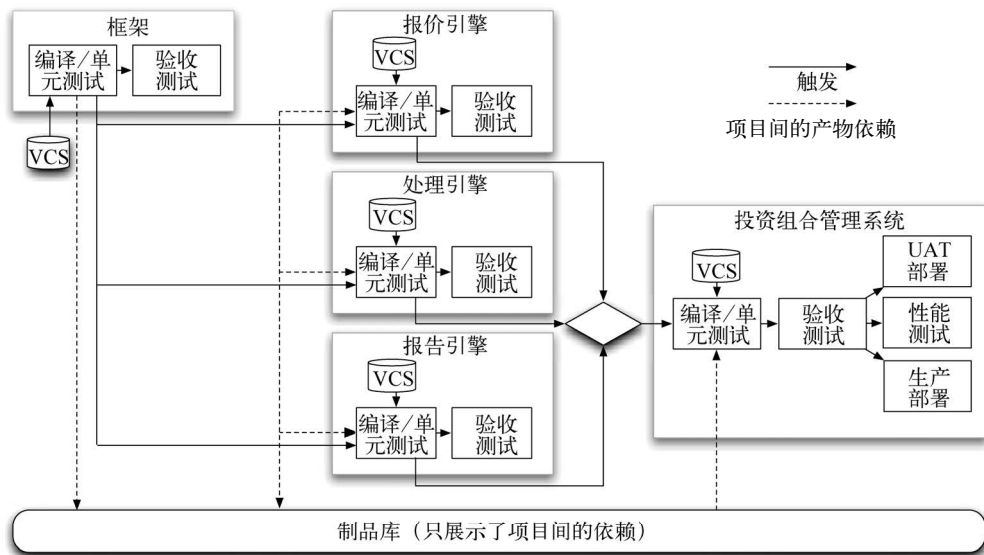 框架
编译/单
元测试
验收
测试
VCS
报价引擎
VCS
编译/单
元测试
验收
测试
触发
项目间的产物依赖
处理引擎
VCS
编译/单
元测试
验收
测试
报告引擎
VCS
编译/单
元测试
验收
测试
投资组合管理系统
VCS
编译/单
元测试
验收
测试
UAT
部署
性能
测试
生产
部署
制品库（只展示了项目间的依赖）